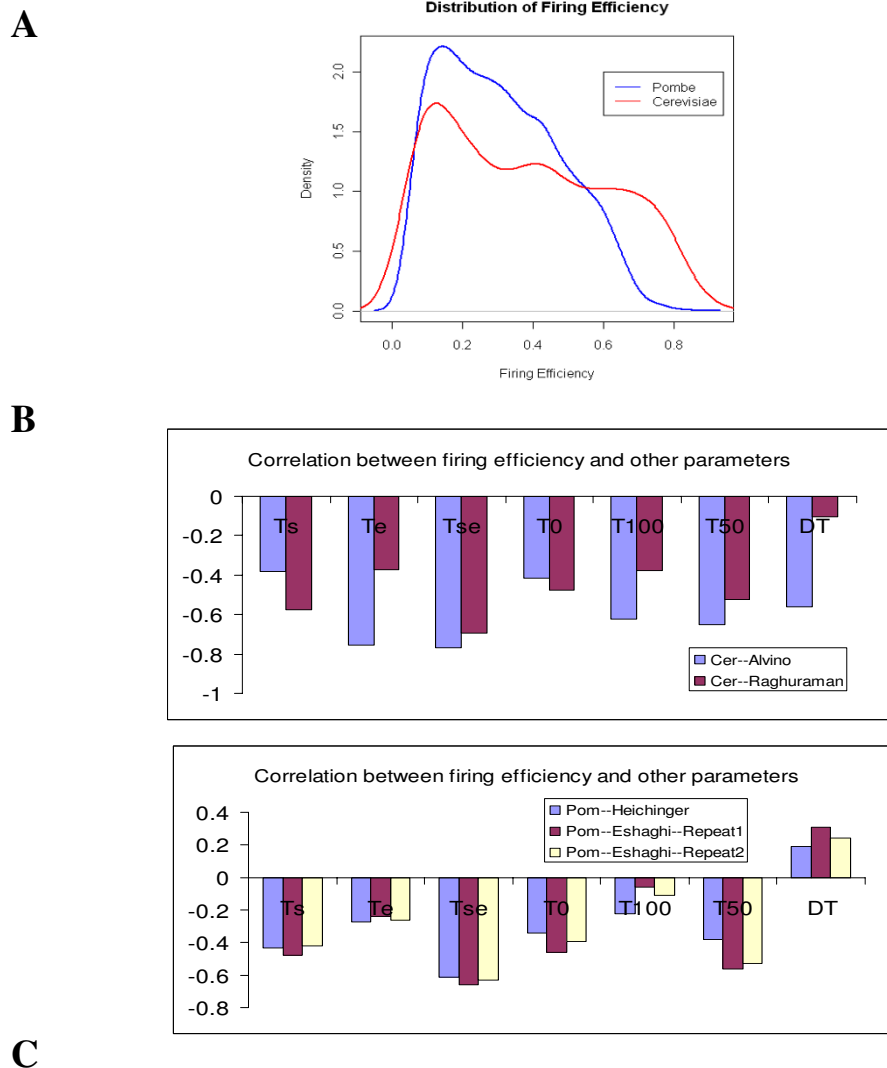 A
Distribution of Firing Efficiency
2.0
1.5
1.0
0.5
0.0
Density
Pombe
Cerevisiae
0.0 0.2 0.4 0.6 0.8
Firing Efficiency
B
Correlation between firing efficiency and other parameters
0
-0.2
-0.4
-0.6
-0.8
-1
Ts Te Tse T0 T100 T50 DT
Cer--Alvino
Cer--Raghuraman
Correlation between firing efficiency and other parameters
0.4
0.2
0
-0.2
-0.4
-0.6
-0.8
Pom--Heichinger
Pom--Eshaghi--Repeat1
Pom--Eshaghi--Repeat2
Ts Te Tse T0 T100 T50 DT
C